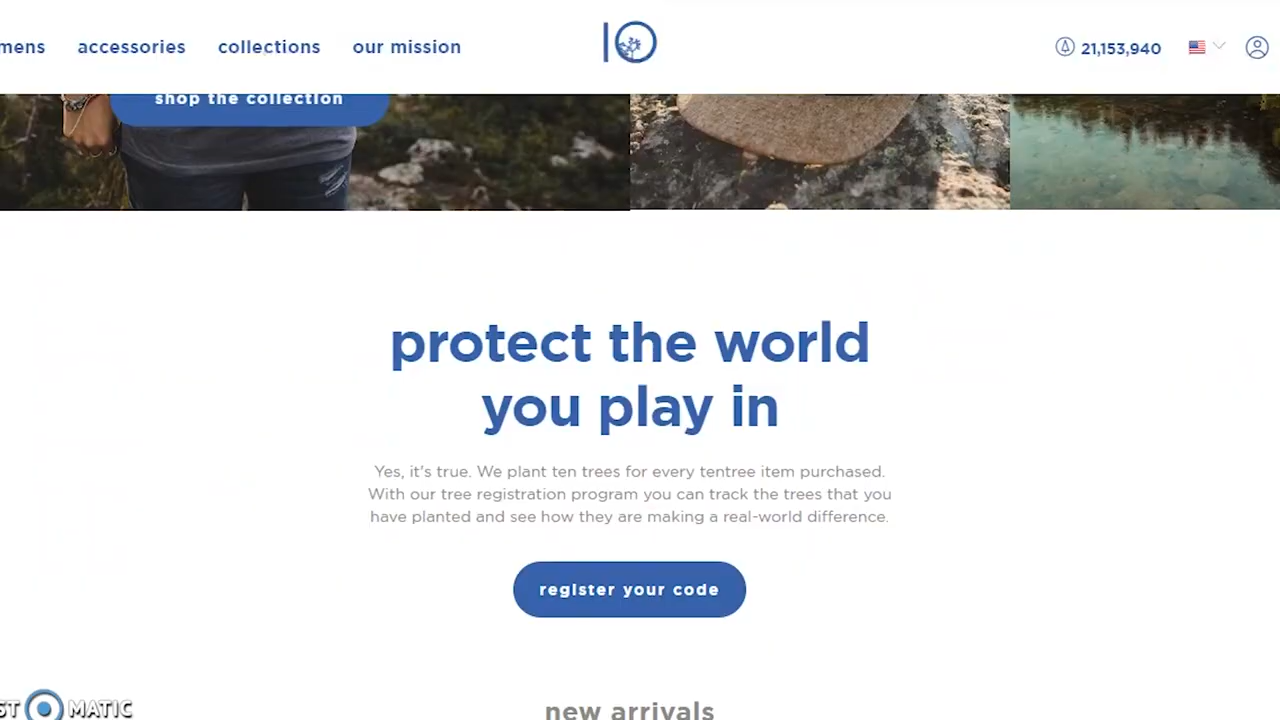 mens
accessories
collections
our mission
10
21,153,940
shop the collection
protect the world
you play in
Yes, it's true. We plant ten trees for every tentree item purchased.
With our tree registration program you can track the trees that you
have planted and see how they are making a real-world difference.
register your code
ST MATIC
new arrivals